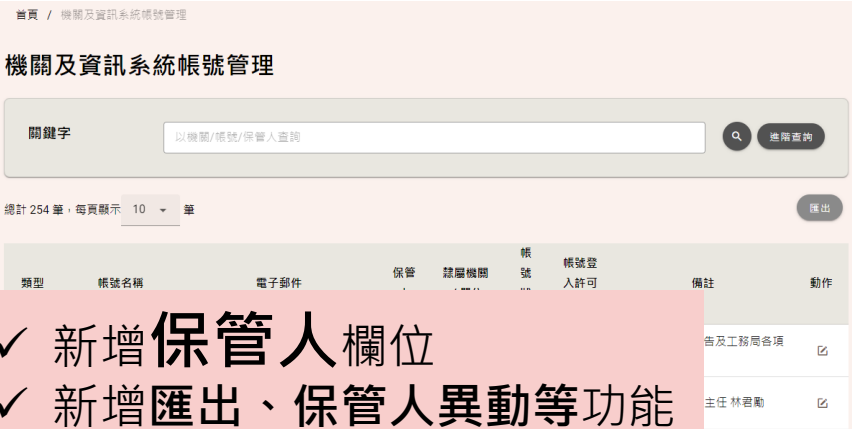 首頁 / 機關及資訊系統帳號管理
機關及資訊系統帳號管理
關鍵字
以機關/帳號/保管人查詢
進階查詢
總計 254 筆，每頁顯示 10 筆
匯出
類型
帳號名稱
電子郵件
保管
隸屬機關
帳
號
帳號登
入許可
備註
動作
✓ 新增保管人欄位
✓ 新增匯出、保管人異動等功能
告及工務局各項
主任 林君勵